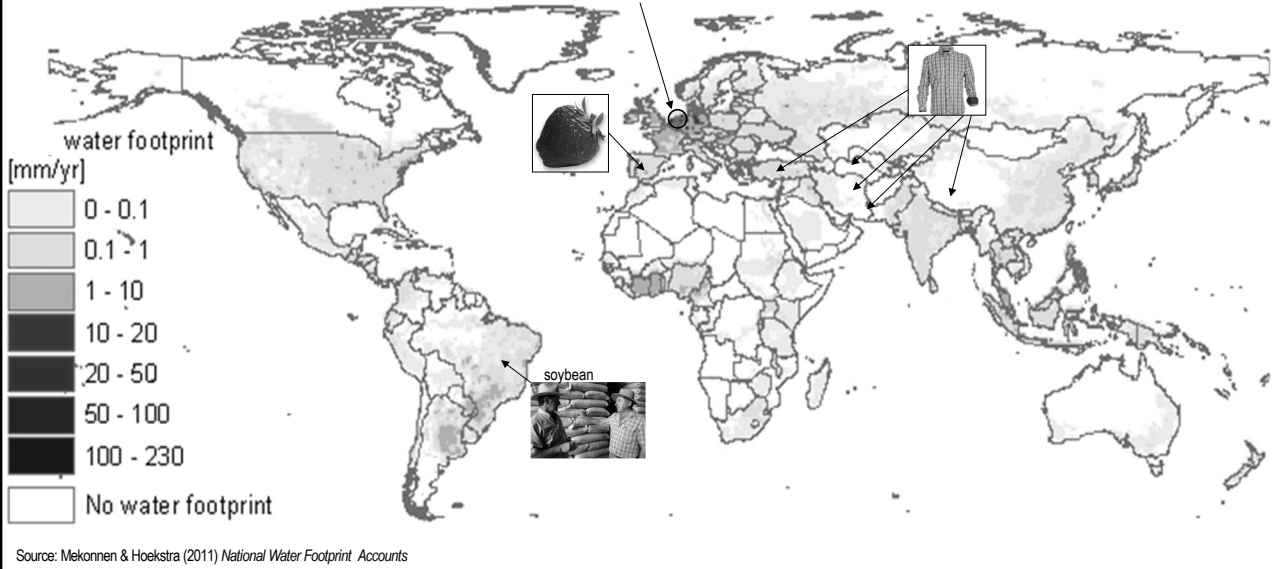 water footprint
[mm/yr]
0 - 0.1
0.1 - 1
1 - 10
10 - 20
20 - 50
50 - 100
100 - 230
No water footprint
soybean
Source: Mekonnen & Hoekstra (2011) National Water Footprint Accounts